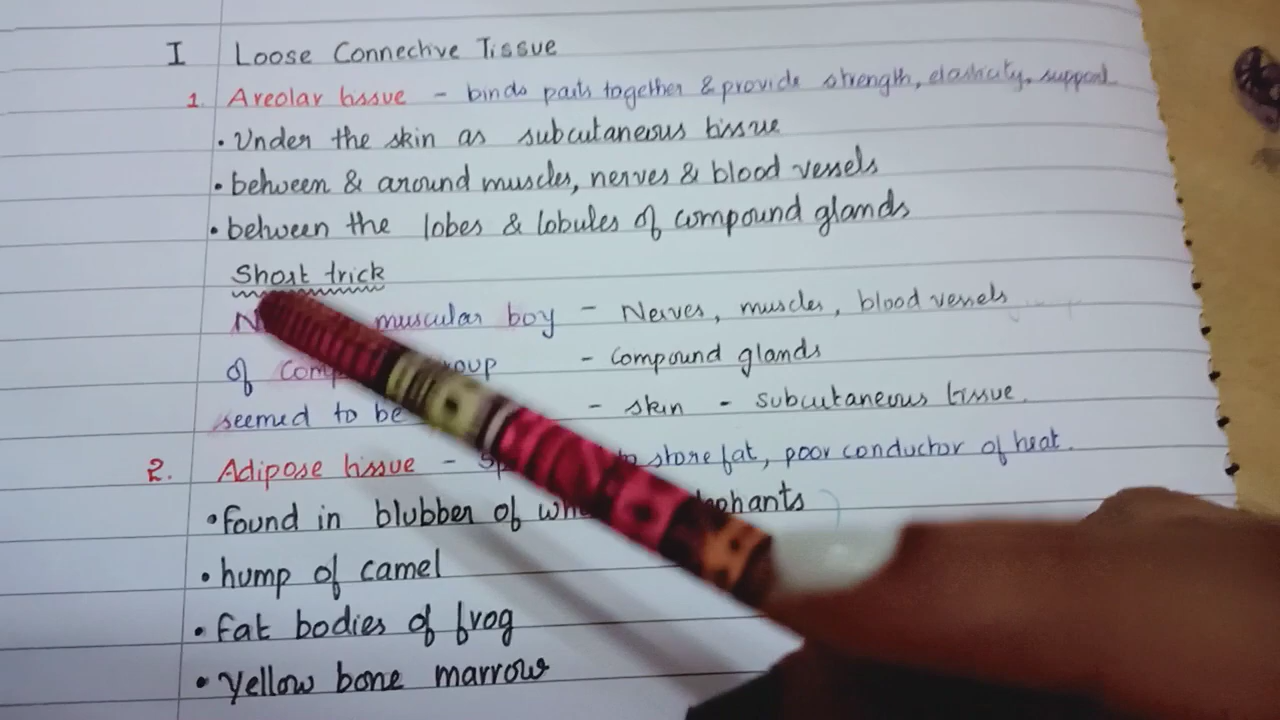 I Loose Connective Tissue
1. Areolar tissue - binds parts together & provide strength, elasticity, support
• Under the skin as subcutaneous tissue
• between & around muscles, nerves & blood vessels
• between the lobes & lobules of compound glands
Short trick
muscular boy - Nerves, muscles, blood vessels
of - compound glands
seemed to be - skin - subcutaneous tissue.
2. Adipose tissue - to store fat, poor conductor of heat.
• Found in blubber of
• hump of camel
• Fat bodies of frog
• Yellow bone marrow